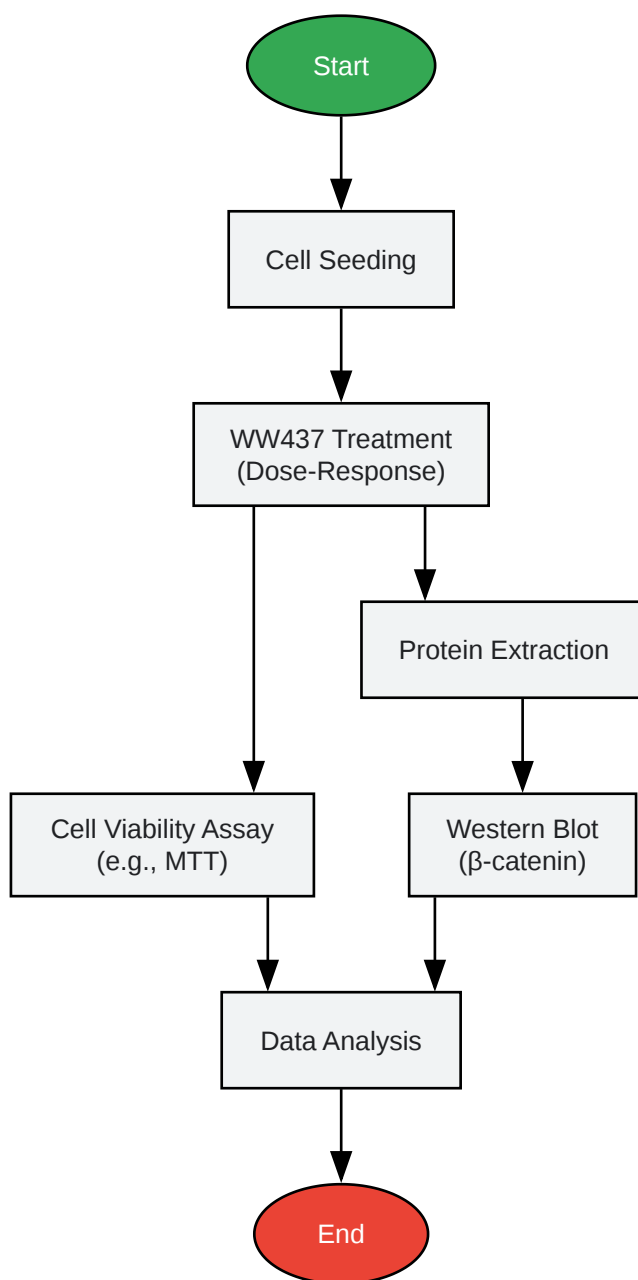 Start
Cell Seeding
WW437 Treatment
(Dose-Response)
Protein Extraction
Cell Viability Assay
(e.g., MTT)
Western Blot
(β-catenin)
Data Analysis
End